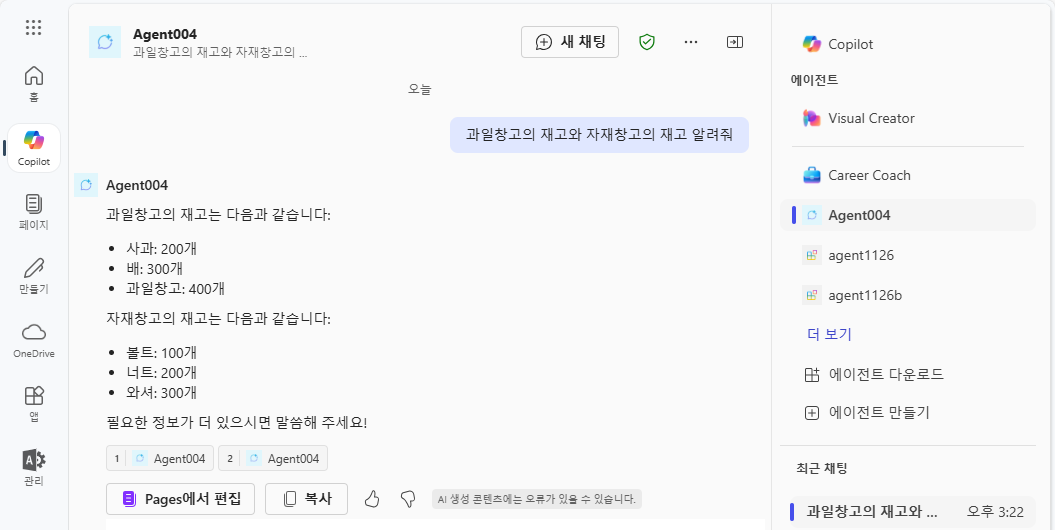 홈
Copilot
페이지
만들기
OneDrive
앱
관리
Agent004
과일창고의 재고와 자재창고의 ...
새 채팅
오늘
과일창고의 재고와 자재창고의 재고 알려줘
Agent004
과일창고의 재고는 다음과 같습니다:
• 사과: 200개
• 배: 300개
• 과일창고: 400개
자재창고의 재고는 다음과 같습니다:
• 볼트: 100개
• 너트: 200개
• 와셔: 300개
필요한 정보가 더 있으시면 말씀해 주세요!
1 Agent004 2 Agent004
Pages에서 편집 복사 AI 생성 콘텐츠에는 오류가 있을 수 있습니다.
Copilot
에이전트
Visual Creator
Career Coach
Agent004
agent1126
agent1126b
더 보기
에이전트 다운로드
에이전트 만들기
최근 채팅
과일창고의 재고와 ... 오후 3:22